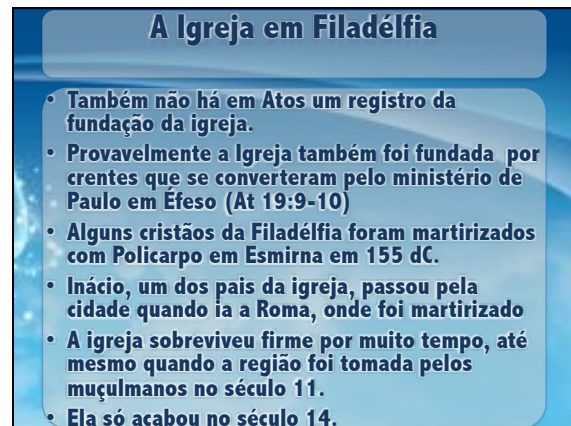 A Igreja em Filadélfia
• Também não há em Atos um registro da
fundação da igreja.
• Provavelmente a Igreja também foi fundada por
crentes que se converteram pelo ministério de
Paulo em Éfeso (At 19:9-10)
• Alguns cristãos da Filadélfia foram martirizados
com Policarpo em Esmirna em 155 dC.
• Inácio, um dos pais da igreja, passou pela
cidade quando ia a Roma, onde foi martirizado
• A igreja sobreviveu firme por muito tempo, até
mesmo quando a região foi tomada pelos
muçulmanos no século 11.
• Ela só acabou no século 14.